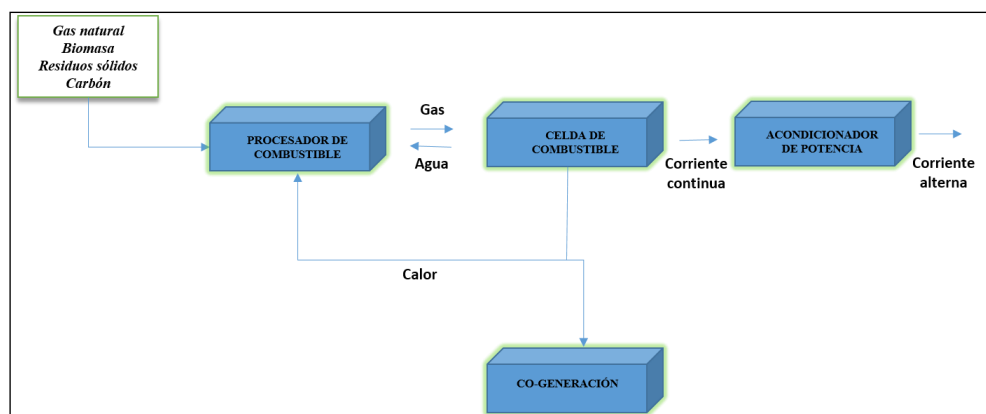 Gas natural
Biomasa
Residuos sólidos
Carbón
PROCESADOR DE
COMBUSTIBLE
Gas
Agua
CELDA DE
COMBUSTIBLE
Corriente
continua
ACONDICIONADOR
DE POTENCIA
Corriente
alterna
Calor
CO-GENERACIÓN